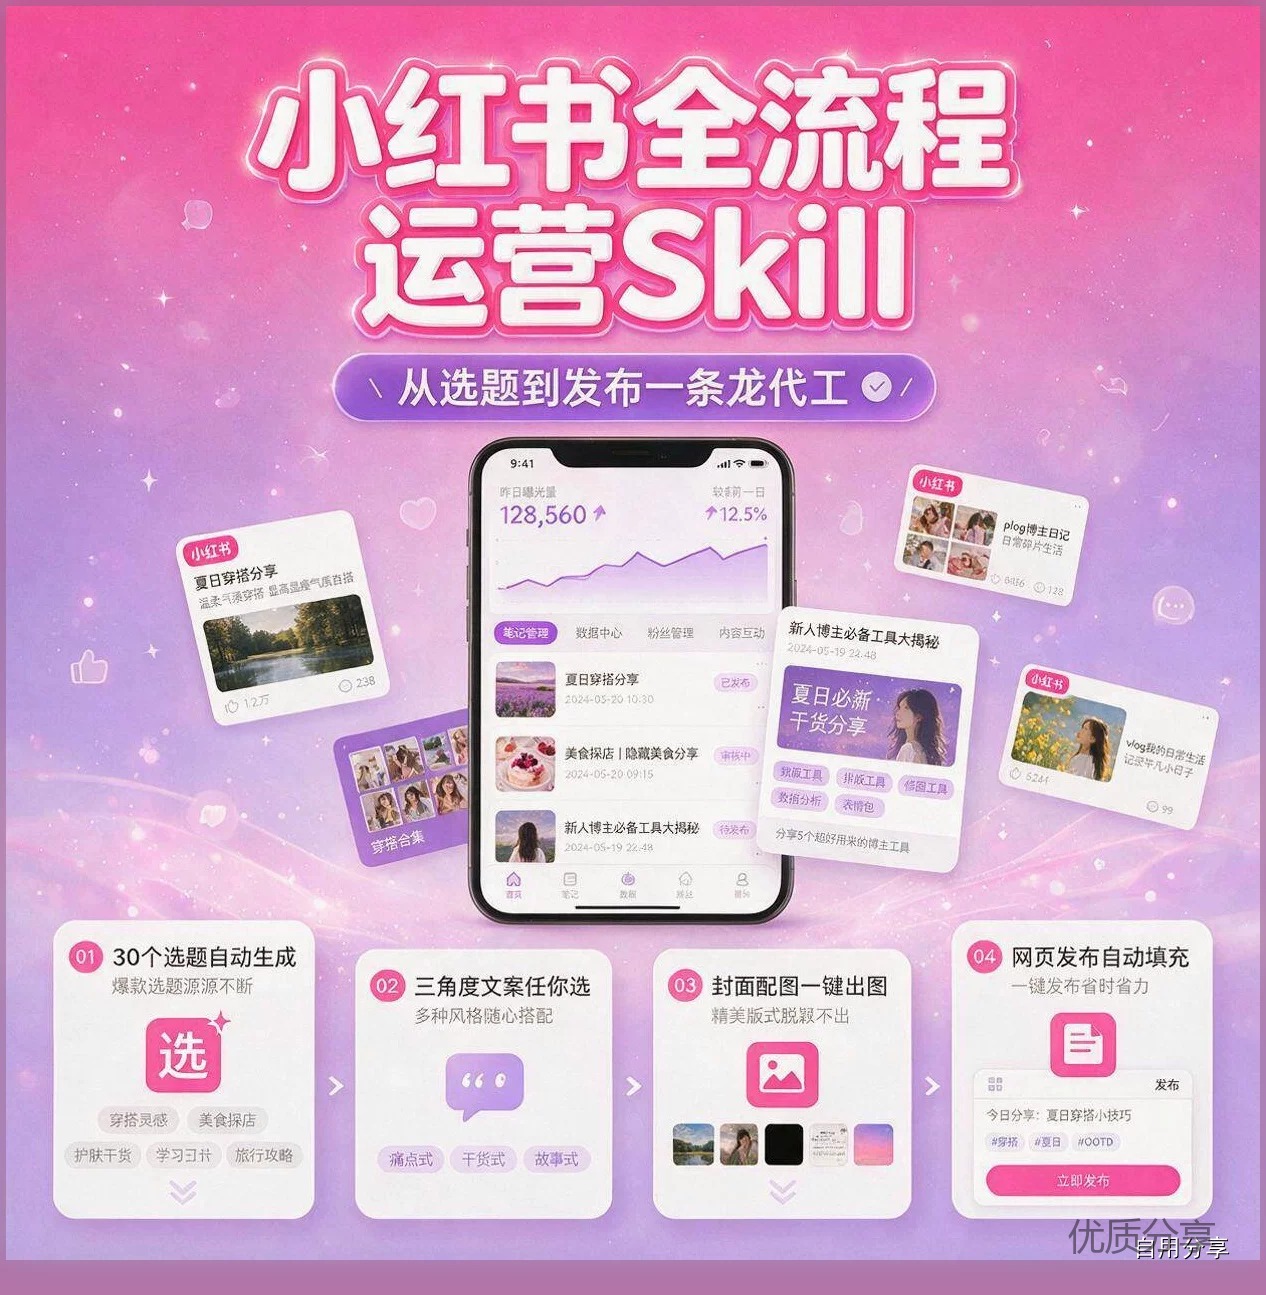 小红书全流程
运营Skill
从选题到发布一条龙代工
9:41
昨日曝光量
较前一日
128,560
12.5%
笔记管理
数据中心
粉丝管理
内容互动
夏日穿搭分享
2024-05-20 10:30
已发布
美食探店 | 隐藏美食分享
2024-05-20 09:15
审核中
新人博主必备工具大揭秘
2024-05-19 22.48
待发布
首页
笔记
数据
小红书
夏日穿搭分享
1.2万
238
穿搭合集
小红书
plog博主日记
日常碎片生活
128
新人博主必备工具大揭秘
2024-05-19 22.48
夏日必
干货分享
排版工具
修图工具
数据分析
表情包
分享5个超好用来的博主工具
小红书
vlog我的日常生活
记录平凡小日子
99
01
30个选题自动生成
爆款选题源源不断
选
穿搭灵感
美食探店
护肤干货
旅行攻略
02
三角度文案任你选
多种风格随心搭配
痛点式
干货式
故事式
03
封面配图一键出图
精美版式脱颖不出
04
网页发布自动填充
一键发布省时省力
发布
今日分享：夏日穿搭小技巧
#穿搭
#夏日
#OOTD
立即发布
优质分享
自用分享